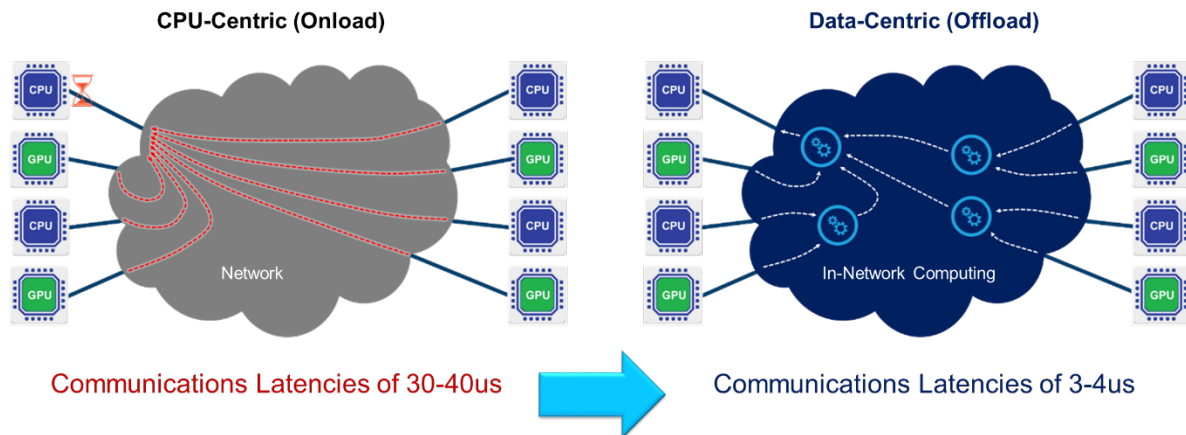 CPU-Centric (Onload)
Data-Centric (Offload)
CPU
CPU
CPU
CPU
GPU
GPU
GPU
GPU
CPU
CPU
CPU
CPU
Network
In-Network Computing
GPU
GPU
GPU
GPU
Communications Latencies of 30-40us
Communications Latencies of 3-4us